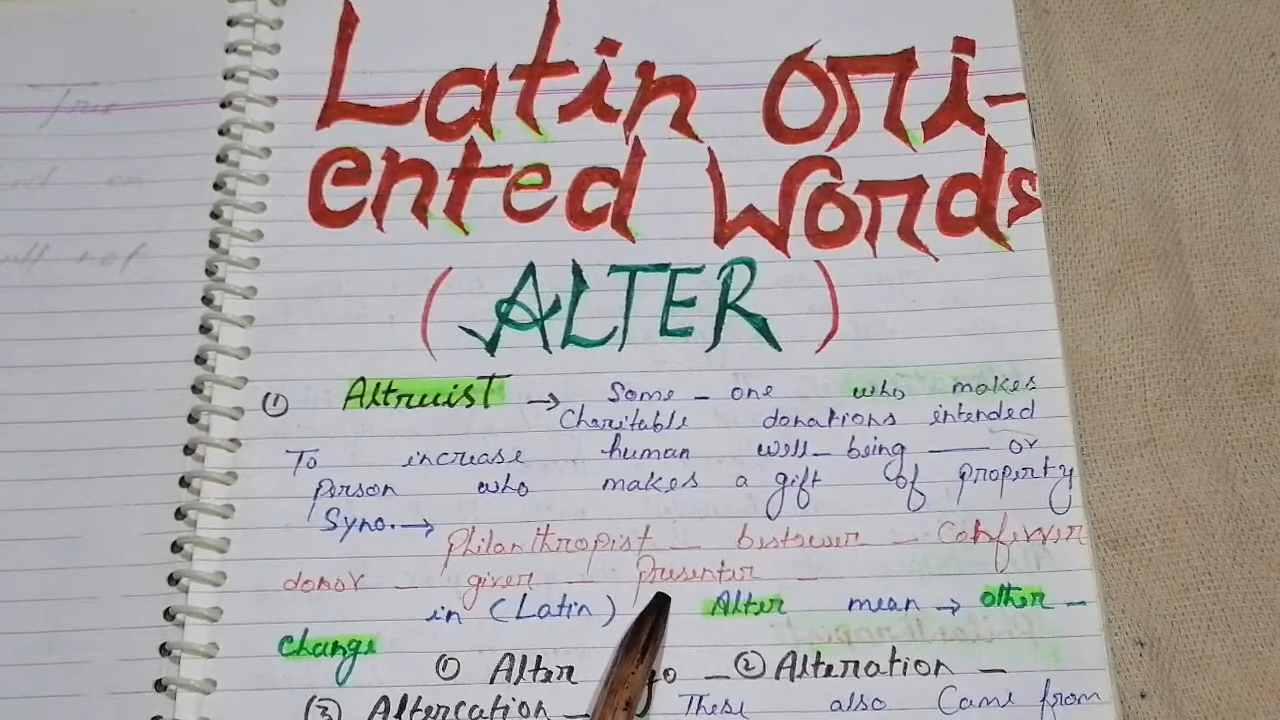 Latin ori-
ented Words
(ALTER)
① Altruist → Some-one who makes
Charitable donations intended
To increase human well-being — or
Person who makes a gift of property
Syno. →
Philanthropist - bestower - Conferrer
donor - giver - Presenter -
in (Latin) Alter mean → other -
Change
① Alter go - ② Alteration -
③ Altercation - These also Came from